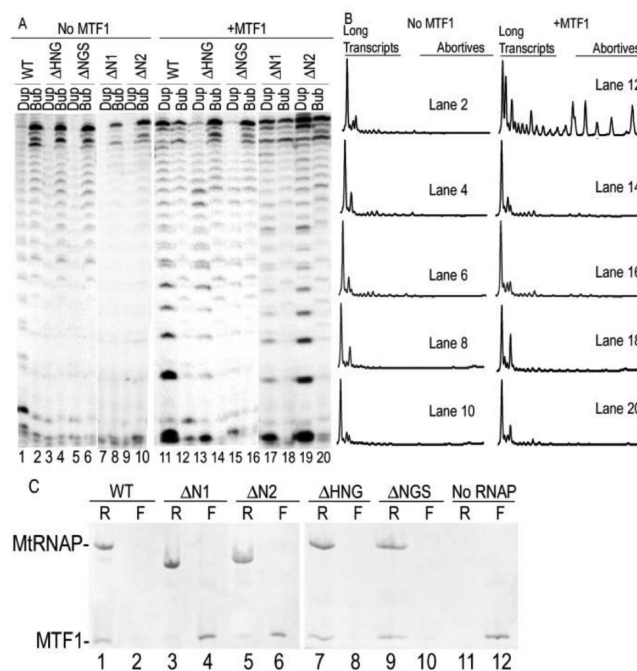 A
No MTF1
+MTF1
WT
ΔHNG
ΔNGS
ΔN1
ΔN2
WT
ΔHNG
ΔNGS
ΔN1
ΔN2
Dup Bub Dup Bub Dup Bub Dup Bub Dup Bub
Dup Bub Dup Bub Dup Bub Dup Bub Dup Bub
1 2 3 4 5 6 7 8 9 10
11 12 13 14 15 16 17 18 19 20
B
Long
Transcripts
No MTF1
Abortives
Long
Transcripts
+MTF1
Abortives
Lane 2
Lane 12
Lane 4
Lane 14
Lane 6
Lane 16
Lane 8
Lane 18
Lane 10
Lane 20
C
WT ΔN1 ΔN2 ΔHNG ΔNGS No RNAP
R F R F R F R F R F R F
MtRNAP-
MTF1-
1 2 3 4 5 6 7 8 9 10 11 12